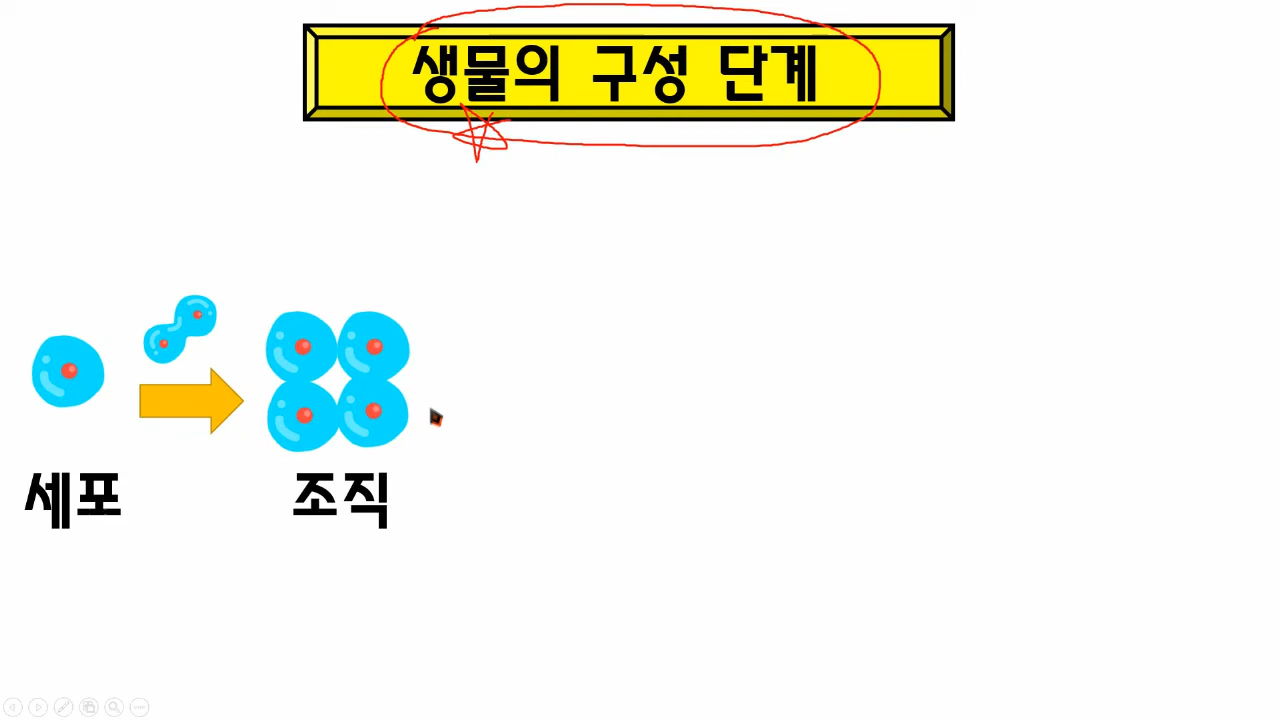 생물의 구성 단계
세포
조직